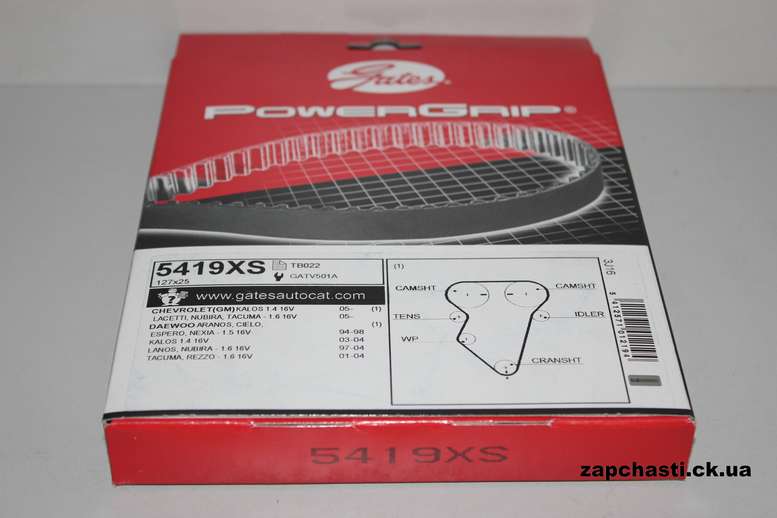 Gates
POWERGRIP®
5419XS
127x25
TB022
GATV501A
www.gatesautocat.com
CHEVROLET(GM) KALOS 1.4 16V 05- (1)
LACETTI, NUBIRA, TACUMA - 1.6 16V 05-
DAEWOO ARANOS, CIELO, (1)
ESPERO, NEXIA - 1.5 16V 94-98
KALOS 1.4 16V 03-04
LANOS, NUBIRA - 1.6 16V 97-04
TACUMA, REZZO - 1.6 16V 01-04
(1)
CAMSHT
CAMSHT
TENS
IDLER
WP
CRANSHT
3J16
5412571012194
5419XS
zapchasti.ck.ua